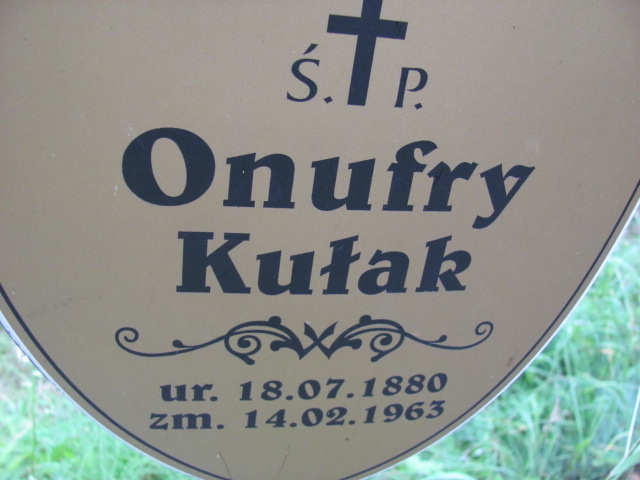 Ś. P.
Onufry
Kułak
ur. 18.07.1880
zm. 14.02.1963